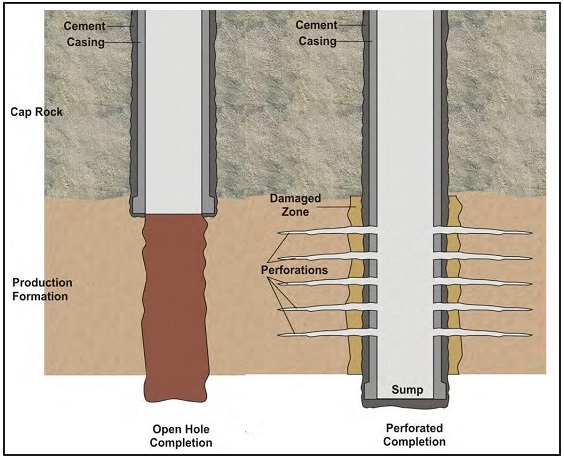 Cement
Casing
Cement
Casing
Cap Rock
Damaged
Zone
Perforations
Production
Formation
Sump
Open Hole
Completion
Perforated
Completion